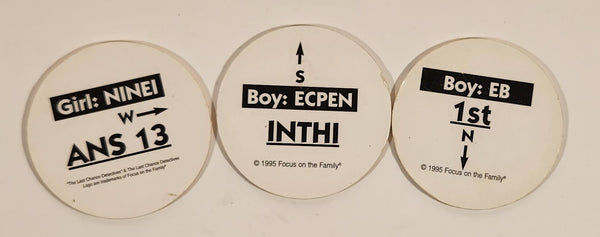 Girl: NINEI
W
ANS 13
"The Last Chance Detectives" & The Last Chance Detectives
Logo are trademarks of Focus on the Family®
S
Boy: ECPEN
INTHI
© 1995 Focus on the Family®
Boy: EB
1st
N
© 1995 Focus on the Family®